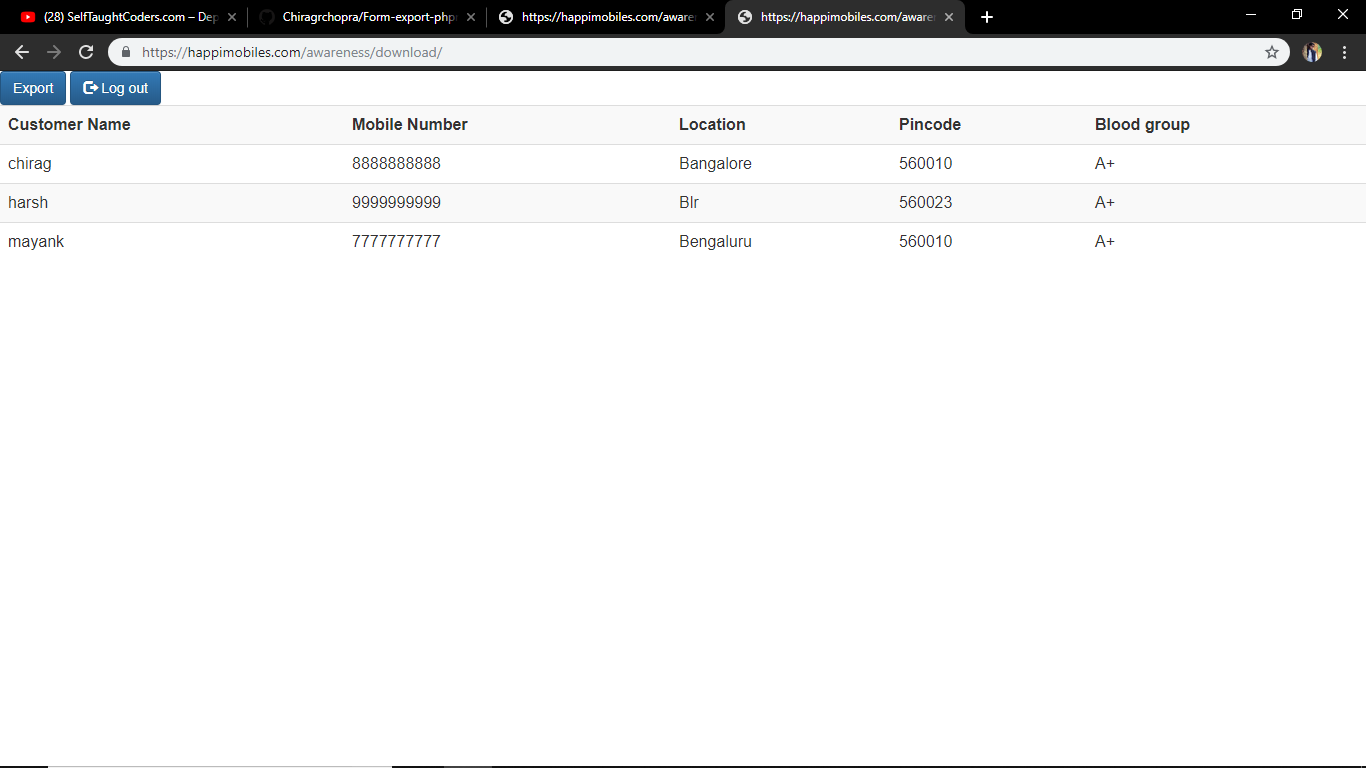 (28) SelfTaughtCoders.com – Dep Chiragrchopra/Form-export-php https://happimobiles.com/aware https://happimobiles.com/aware
https://happimobiles.com/awareness/download/
Export Log out
Customer Name Mobile Number Location Pincode Blood group
chirag 8888888888 Bangalore 560010 A+
harsh 9999999999 Blr 560023 A+
mayank 7777777777 Bengaluru 560010 A+